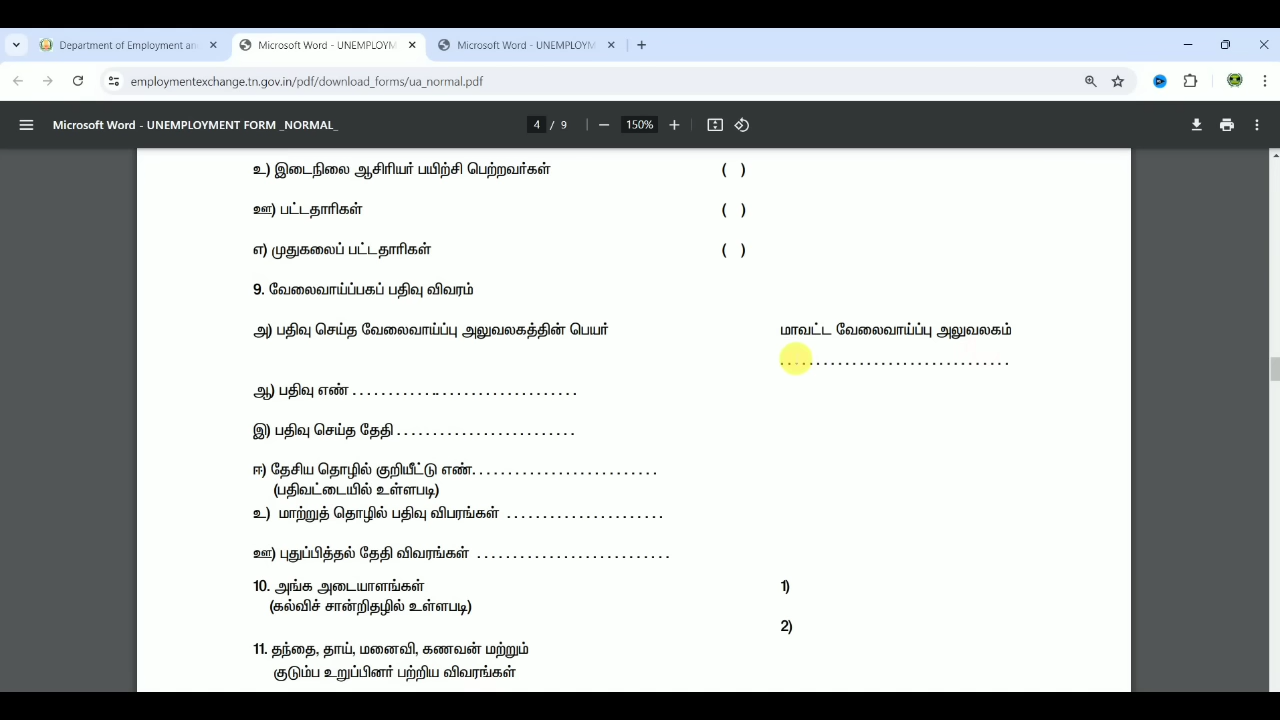 Department of Employment an
Microsoft Word - UNEMPLOYM
Microsoft Word - UNEMPLOYM
employmentexchange.tn.gov.in/pdf/download_forms/ua_normal.pdf
Microsoft Word - UNEMPLOYMENT FORM _NORMAL_
4 / 9
150%
உ) இடைநிலை ஆசிரியர் பயிற்சி பெற்றவர்கள் ( )
ஊ) பட்டதாரிகள் ( )
எ) முதுகலைப் பட்டதாரிகள் ( )
9. வேலைவாய்ப்பகப் பதிவு விவரம்
அ) பதிவு செய்த வேலைவாய்ப்பு அலுவலகத்தின் பெயர் மாவட்ட வேலைவாய்ப்பு அலுவலகம்
. . . . . . . . . . . . . . . . . . . . . . . . . . . . . . . .
ஆ) பதிவு எண் . . . . . . . . . . . . . . . . . . . . . . . . . . . . . . .
இ) பதிவு செய்த தேதி . . . . . . . . . . . . . . . . . . . . . . . . .
ஈ) தேசிய தொழில் குறியீட்டு எண். . . . . . . . . . . . . . . . . . . . . . . . . .
(பதிவட்டையில் உள்ளபடி)
உ) மாற்றுத் தொழில் பதிவு விபரங்கள் . . . . . . . . . . . . . . . . . . . . . .
ஊ) புதுப்பித்தல் தேதி விவரங்கள் . . . . . . . . . . . . . . . . . . . . . . . . . . .
10. அங்க அடையாளங்கள் 1)
(கல்விச் சான்றிதழில் உள்ளபடி)
2)
11. தந்தை, தாய், மனைவி, கணவன் மற்றும்
குடும்ப உறுப்பினர் பற்றிய விவரங்கள்